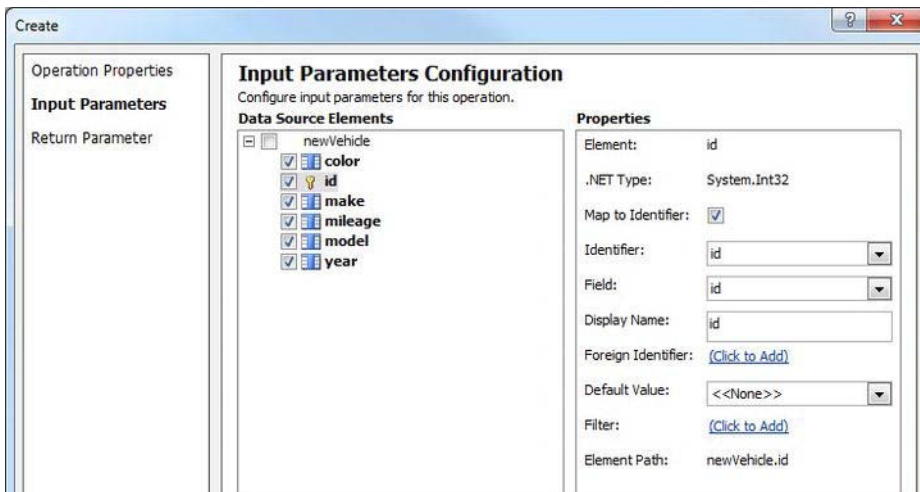 Create
Operation Properties
Input Parameters
Return Parameter
Input Parameters Configuration
Configure input parameters for this operation.
Data Source Elements
newVehicle
color
id
make
mileage
model
year
Properties
Element: id
.NET Type: System.Int32
Map to Identifier:
Identifier: id
Field: id
Display Name: id
Foreign Identifier: (Click to Add)
Default Value: <<None>>
Filter: (Click to Add)
Element Path: newVehicle.id